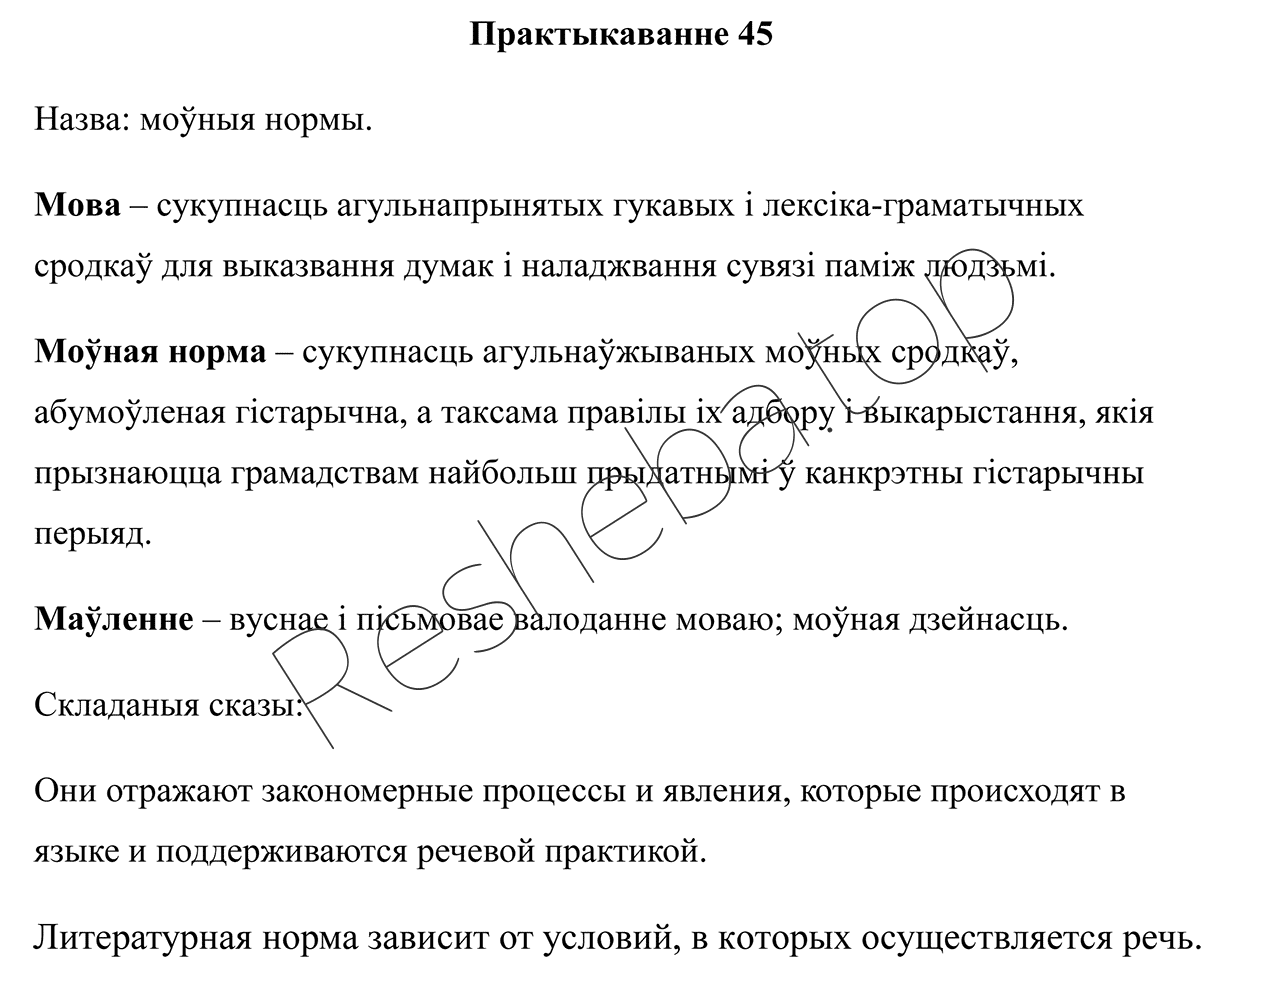 Практыкаванне 45
Назва: моўныя нормы.
Мова – сукупнасць агульнапрынятых гукавых і лексіка-граматычных
сродкаў для выказвання думак і наладжвання сувязі паміж людзьмі.
Моўная норма – сукупнасць агульнаўжываных моўных сродкаў,
абумоўленая гістарычна, а таксама правілы іх адбору і выкарыстання, якія
прызнаюцца грамадствам найбольш прыдатнымі ў канкрэтны гістарычны
перыяд.
Маўленне – вуснае і пісьмовае валоданне моваю; моўная дзейнасць.
Складаныя сказы:
Они отражают закономерные процессы и явления, которые происходят в
языке и поддерживаются речевой практикой.
Литературная норма зависит от условий, в которых осуществляется речь.
Resheba.top